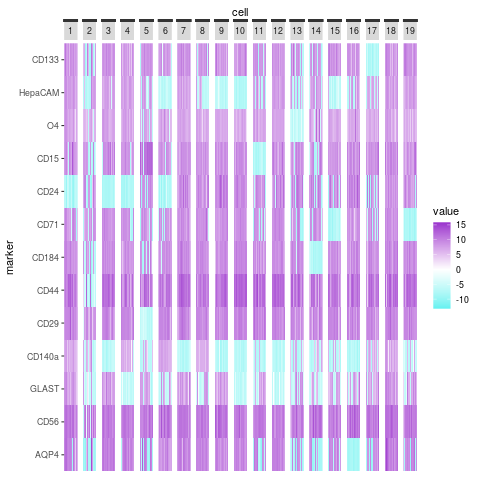 cell
1 2 3 4 5 6 7 8 9 10 11 12 13 14 15 16 17 18 19
CD133
HepaCAM
O4
CD15
CD24
CD71
CD184
CD44
CD29
CD140a
GLAST
CD56
AQP4
marker
value
15
10
5
0
-5
-10